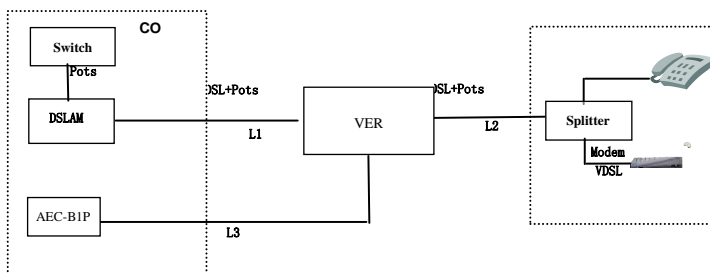 CO
Switch
Pots
DSLAM
DSL+Pots
L1
VER
DSL+Pots
L2
Splitter
Modem
VDSL
AEC-B1P
L3